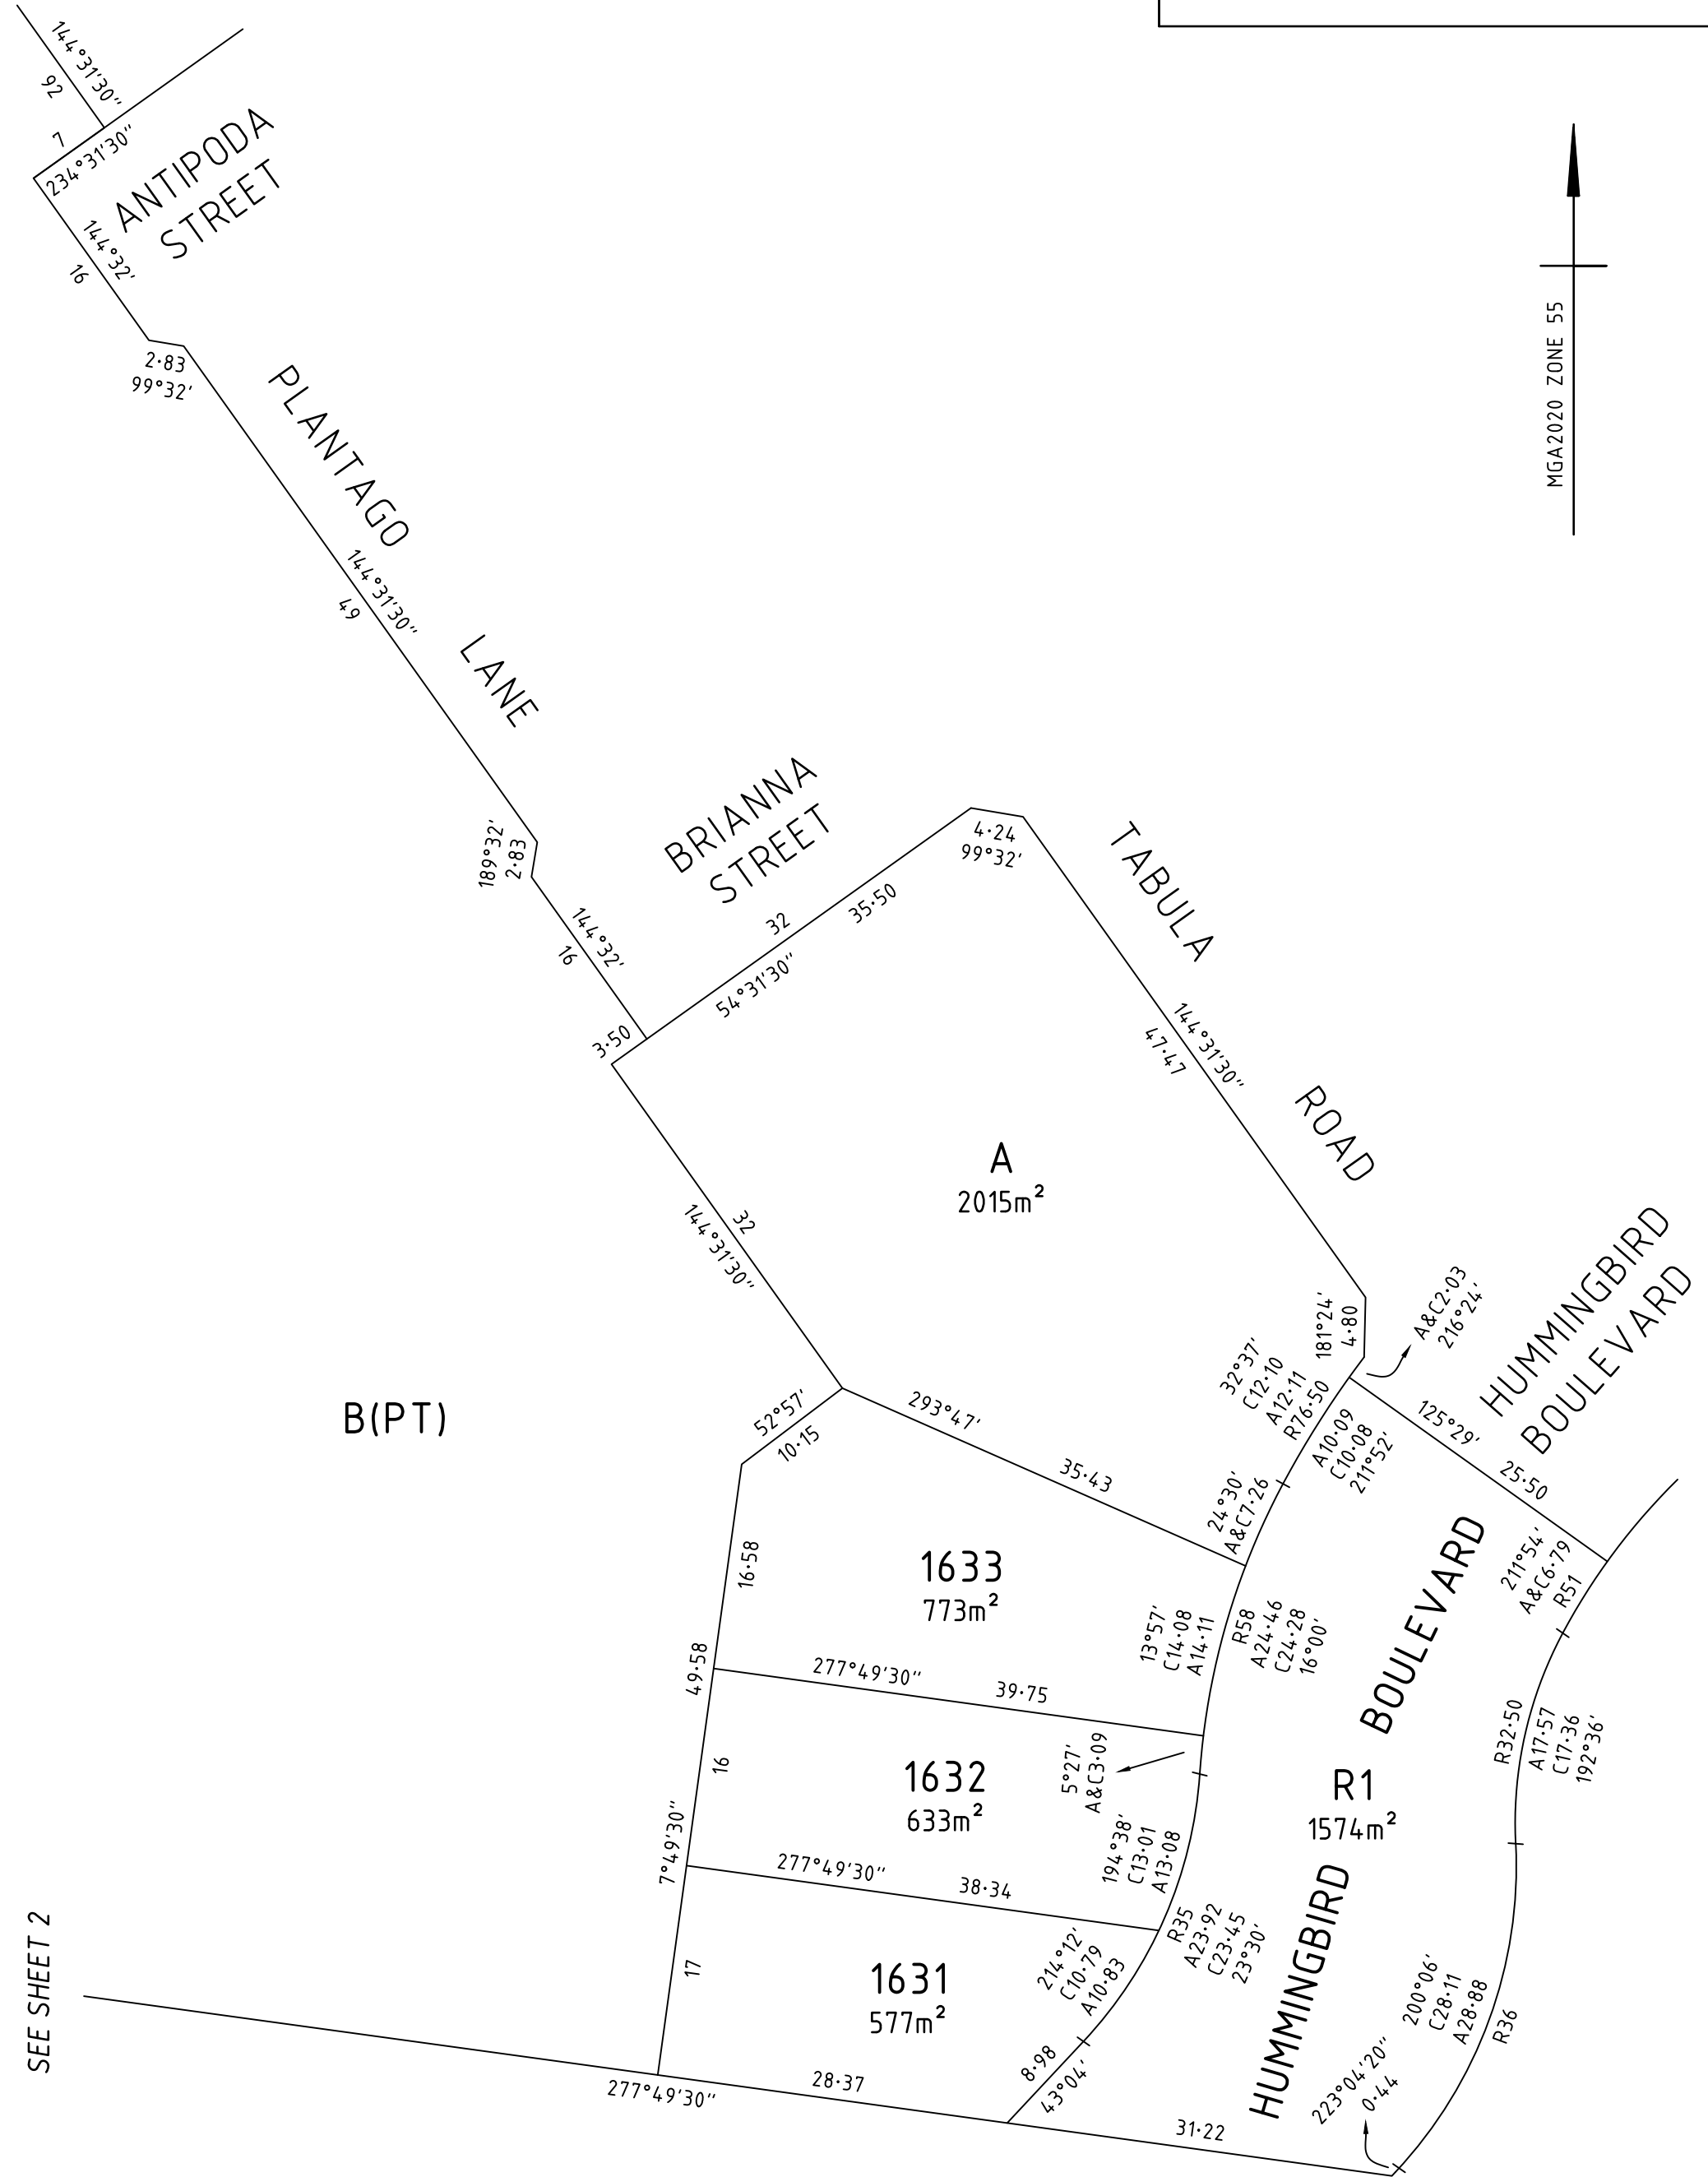 144°31'30"
92
7
234°31'30"
ANTIPODA
STREET
144°32'
16
2·83
99°32'
MGA2020 ZONE 55
PLANTAGO
LANE
144°31'30"
49
189°32'
2·83
144°32'
16
BRIANNA
STREET
32
35·50
54°31'30"
3·50
4·24
99°32'
TABULA
ROAD
144°31'30"
47·47
A
2015m²
32
144°31'30"
181°24'
4·80
A&C2·03
216°24'
HUMMINGBIRD
BOULEVARD
32°37'
C12·10
A12·11
R76·50
A10·09
C10·08
211°52'
125°29'
25·50
B(PT)
52°57'
10·15
293°47'
35·43
24°30'
A&C7·26
211°54'
A&C6·79
R51
1633
773m²
16·58
49·58
13°57'
C14·08
A14·11
R58
A24·46
C24·28
16°00'
HUMMINGBIRD BOULEVARD
277°49'30"
39·75
R32·50
A17·57
C17·36
192°36'
1632
633m²
16
5°27'
A&C3·09
R1
1574m²
194°38'
C13·01
A13·08
7°49'30"
277°49'30"
38·34
R35
A23·92
C23·45
23°30'
1631
577m²
17
214°12'
C10·79
A10·83
200°06'
C28·11
A28·88
R36
SEE SHEET 2
8·98
43°04'
223°04'20"
0·44
28·37
277°49'30"
31·22